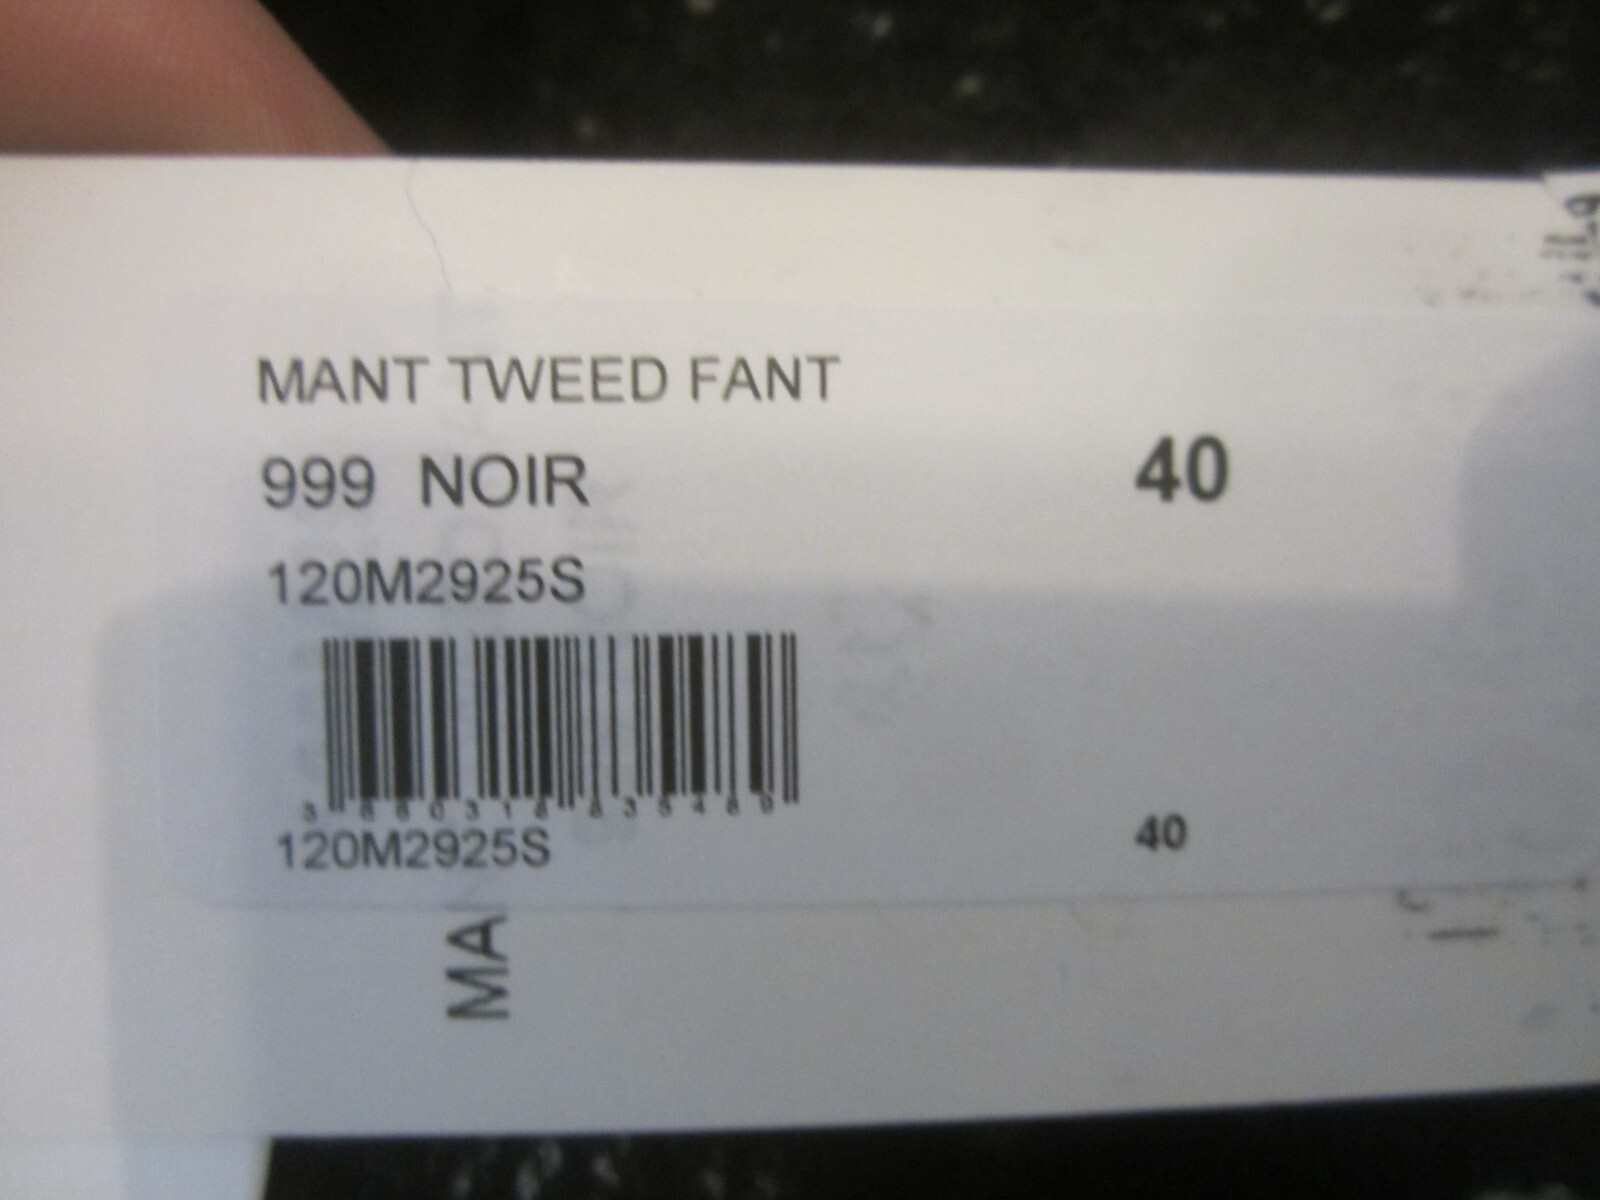 MANT TWEED FANT
999 NOIR
40
120M2925S
120M2925S
40
MA